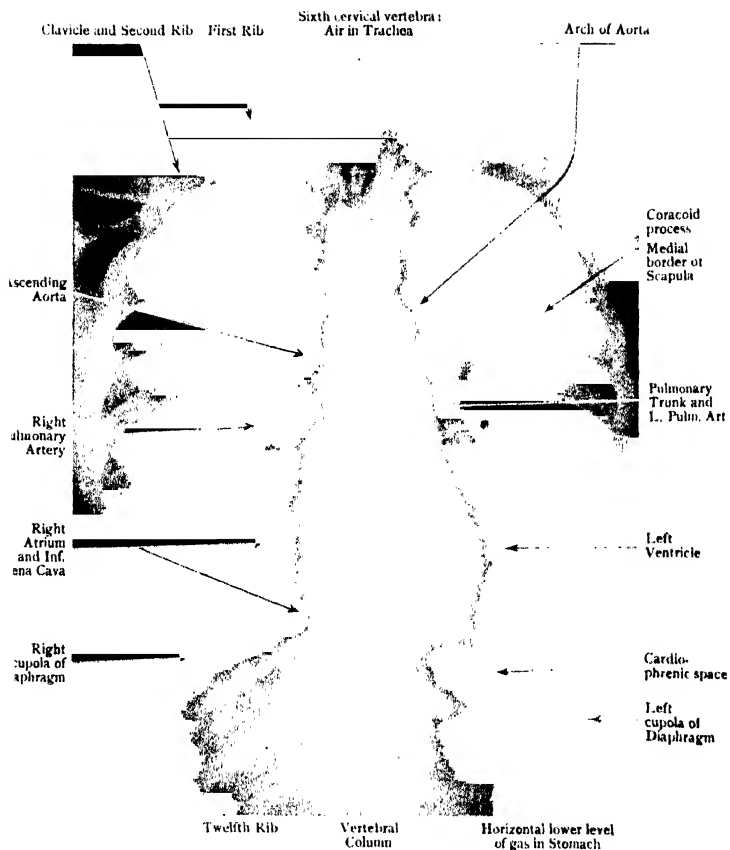 Sixth cervical vertebra
Clavicle and Second Rib First Rib Air in Trachea Arch of Aorta
Coracoid
process
Medial
border of
Scapula
Ascending
Aorta
Pulmonary
Trunk and
L. Pulm. Art
Right
Pulmonary
Artery
Right
Atrium
and Inf.
ena Cava
Left
Ventricle
Right
cupola of
iaphragm
Cardio-
phrenic space
Left
cupola of
Diaphragm
Twelfth Rib Vertebral Horizontal lower level
Column of gas in Stomach